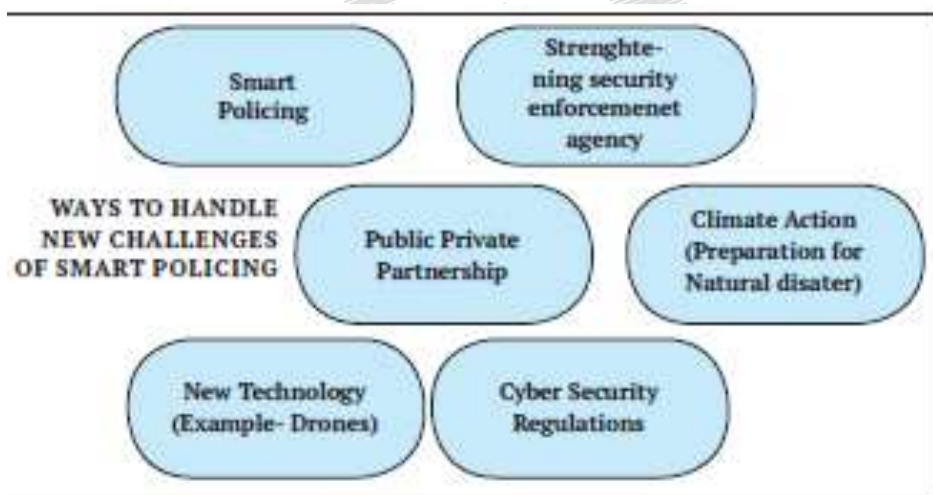 Smart
Policing
Strenghte-
ning security
enforcemenet
agency
WAYS TO HANDLE
NEW CHALLENGES
OF SMART POLICING
Public Private
Partnership
Climate Action
(Preparation for
Natural disater)
New Technology
(Example- Drones)
Cyber Security
Regulations